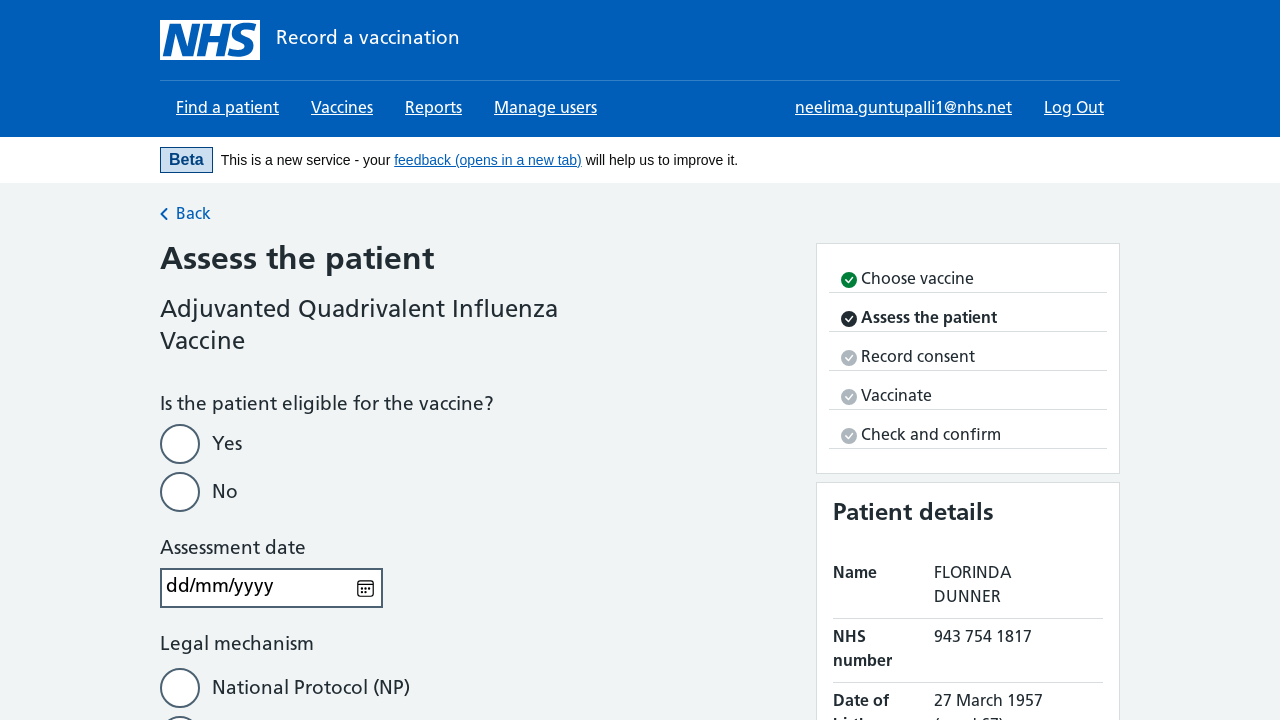 NHS Record a vaccination
Find a patient Vaccines Reports Manage users neelima.guntupalli1@nhs.net Log Out
Beta This is a new service - your feedback (opens in a new tab) will help us to improve it.
Back
Assess the patient
Adjuvanted Quadrivalent Influenza
Vaccine
Is the patient eligible for the vaccine?
Yes
No
Assessment date
dd/mm/yyyy
Legal mechanism
National Protocol (NP)
Choose vaccine
Assess the patient
Record consent
Vaccinate
Check and confirm
Patient details
Name FLORINDA
DUNNER
NHS 943 754 1817
number
Date of 27 March 1957